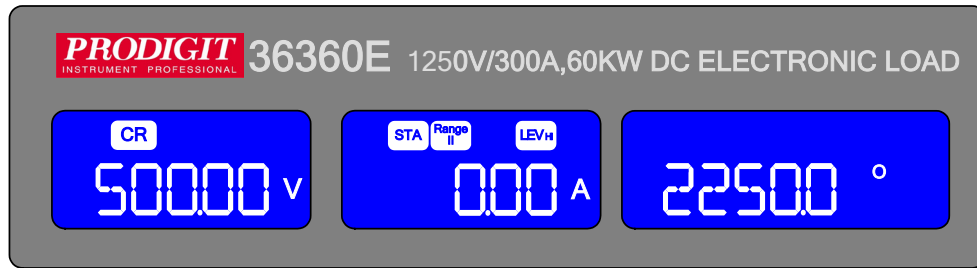 PRODIGIT
INSTRUMENT PROFESSIONAL
36360E 1250V/300A,60KW DC ELECTRONIC LOAD
CR
500.00 V
STA Range II LEVHI
0.00 A
2250.0 o